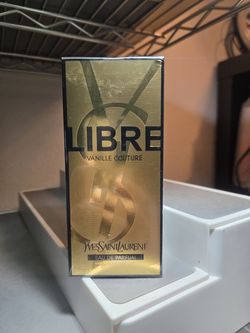 LIBRE
VANILLE COUTURE
YVESSAINTLAURENT
EAU DE PARFUM